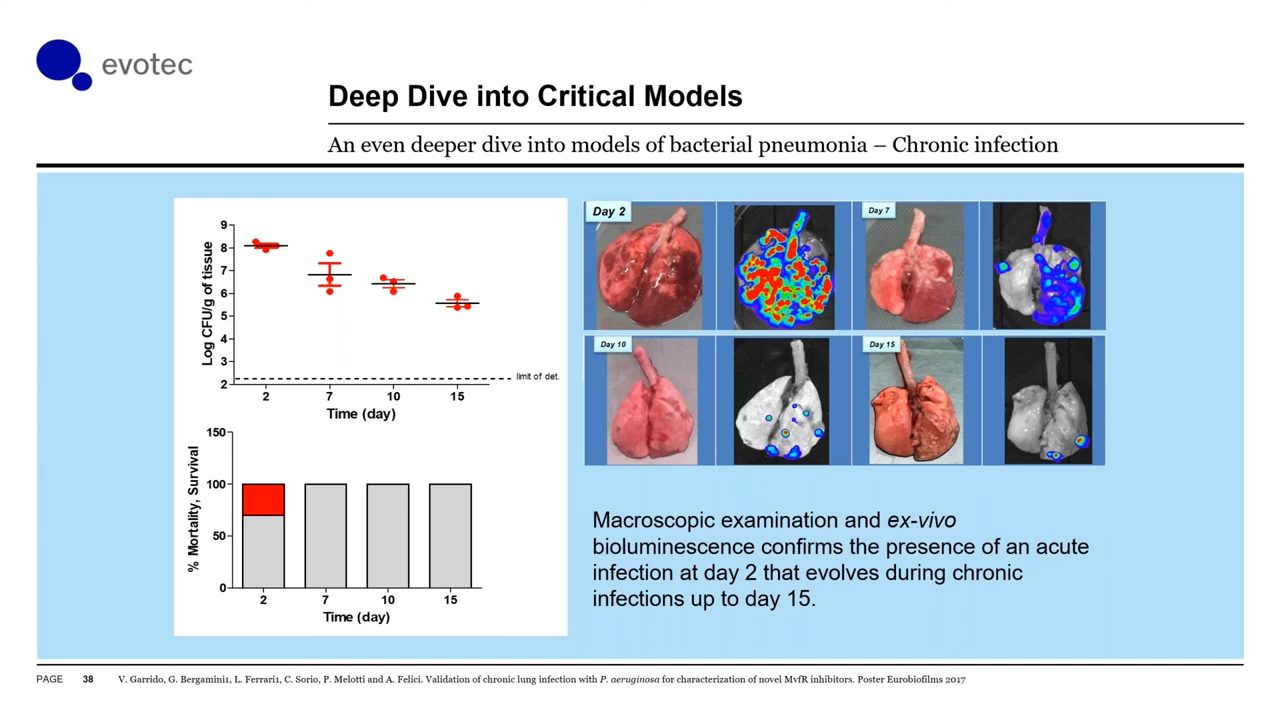 evotec
Deep Dive into Critical Models
An even deeper dive into models of bacterial pneumonia – Chronic infection
Log CFU/g of tissue
9
8
7
6
5
4
3
2
limit of det.
2 7 10 15
Time (day)
% Mortality, Survival
150
100
50
0
2 7 10 15
Time (day)
Day 2
Day 7
Day 10
Day 15
Macroscopic examination and ex-vivo
bioluminescence confirms the presence of an acute
infection at day 2 that evolves during chronic
infections up to day 15.
PAGE 38 V. Garrido, G. Bergamini1, L. Ferrari1, C. Sorio, P. Melotti and A. Felici. Validation of chronic lung infection with P. aeruginosa for characterization of novel MvfR inhibitors. Poster Eurobiofilms 2017